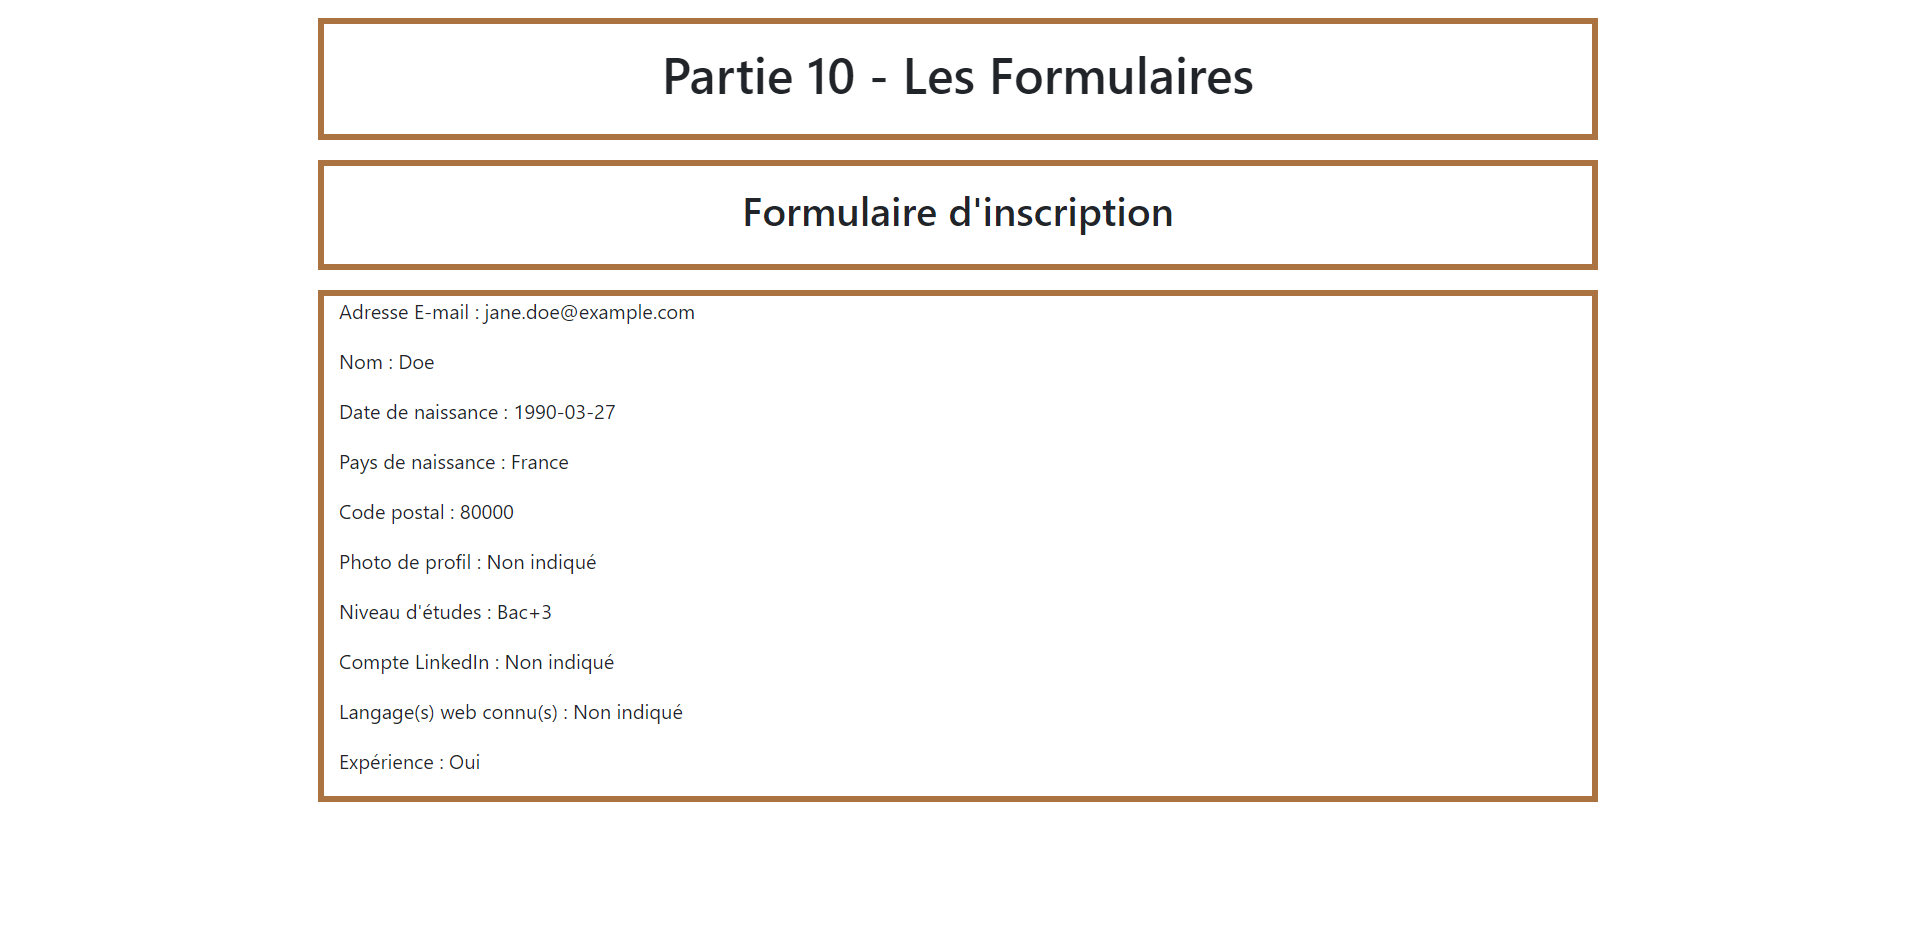 Partie 10 - Les Formulaires
Formulaire d'inscription
Adresse E-mail : jane.doe@example.com
Nom : Doe
Date de naissance : 1990-03-27
Pays de naissance : France
Code postal : 80000
Photo de profil : Non indiqué
Niveau d'études : Bac+3
Compte LinkedIn : Non indiqué
Langage(s) web connu(s) : Non indiqué
Expérience : Oui